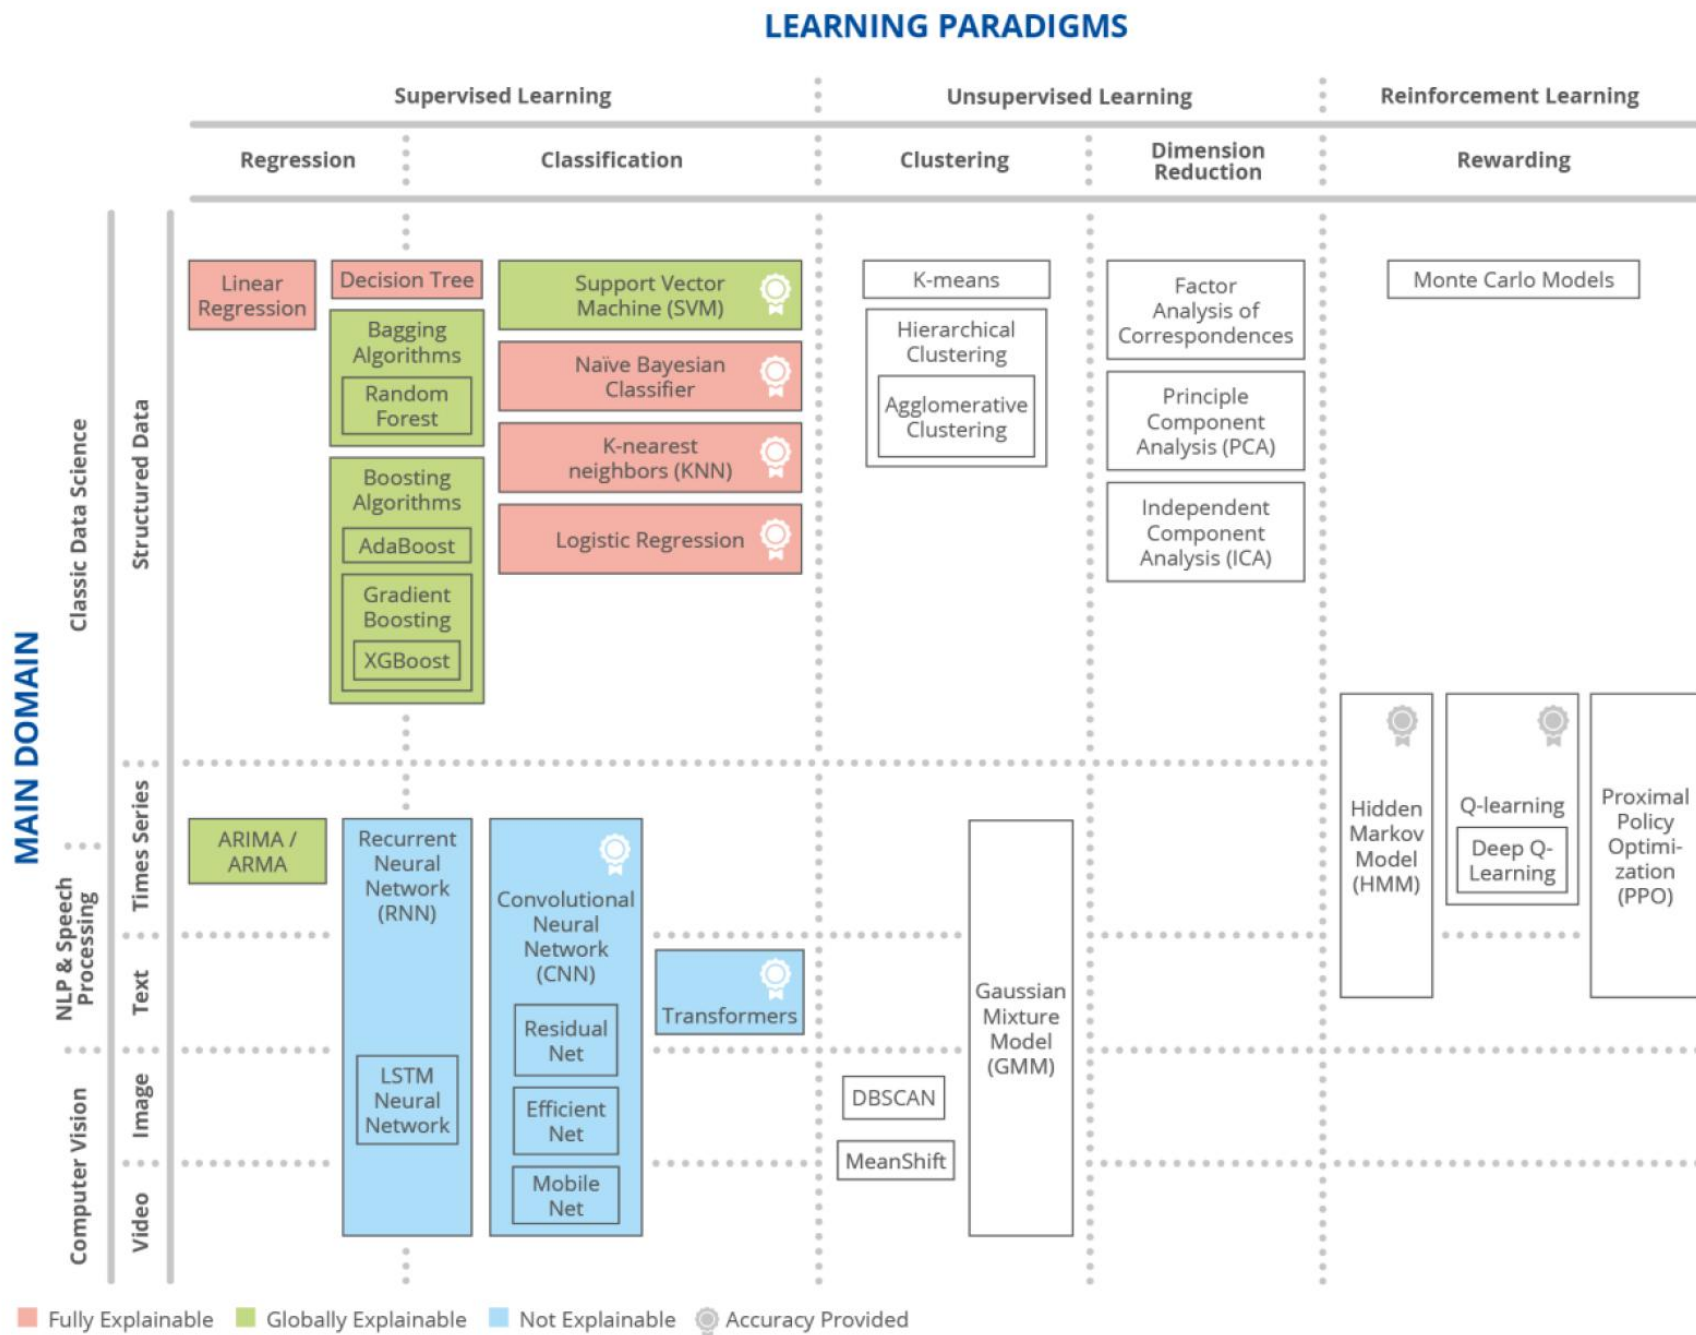 LEARNING PARADIGMS
Supervised Learning
Unsupervised Learning
Reinforcement Learning
Regression
Classification
Clustering
Dimension
Reduction
Rewarding
MAIN DOMAIN
Classic Data Science
NLP & Speech
Processing
Computer Vision
Structured Data
Times Series
Text
Image
Video
Linear
Regression
Decision Tree
Bagging
Algorithms
Random
Forest
Boosting
Algorithms
AdaBoost
Gradient
Boosting
XGBoost
Support Vector
Machine (SVM)
Naïve Bayesian
Classifier
K-nearest
neighbors (KNN)
Logistic Regression
K-means
Hierarchical
Clustering
Agglomerative
Clustering
Factor
Analysis of
Correspondences
Principle
Component
Analysis (PCA)
Independent
Component
Analysis (ICA)
Monte Carlo Models
ARIMA /
ARMA
Recurrent
Neural
Network
(RNN)
LSTM
Neural
Network
Convolutional
Neural
Network
(CNN)
Residual
Net
Efficient
Net
Mobile
Net
Transformers
DBSCAN
MeanShift
Gaussian
Mixture
Model
(GMM)
Hidden
Markov
Model
(HMM)
Q-learning
Deep Q-
Learning
Proximal
Policy
Optimi-
zation
(PPO)
Fully Explainable
Globally Explainable
Not Explainable
Accuracy Provided